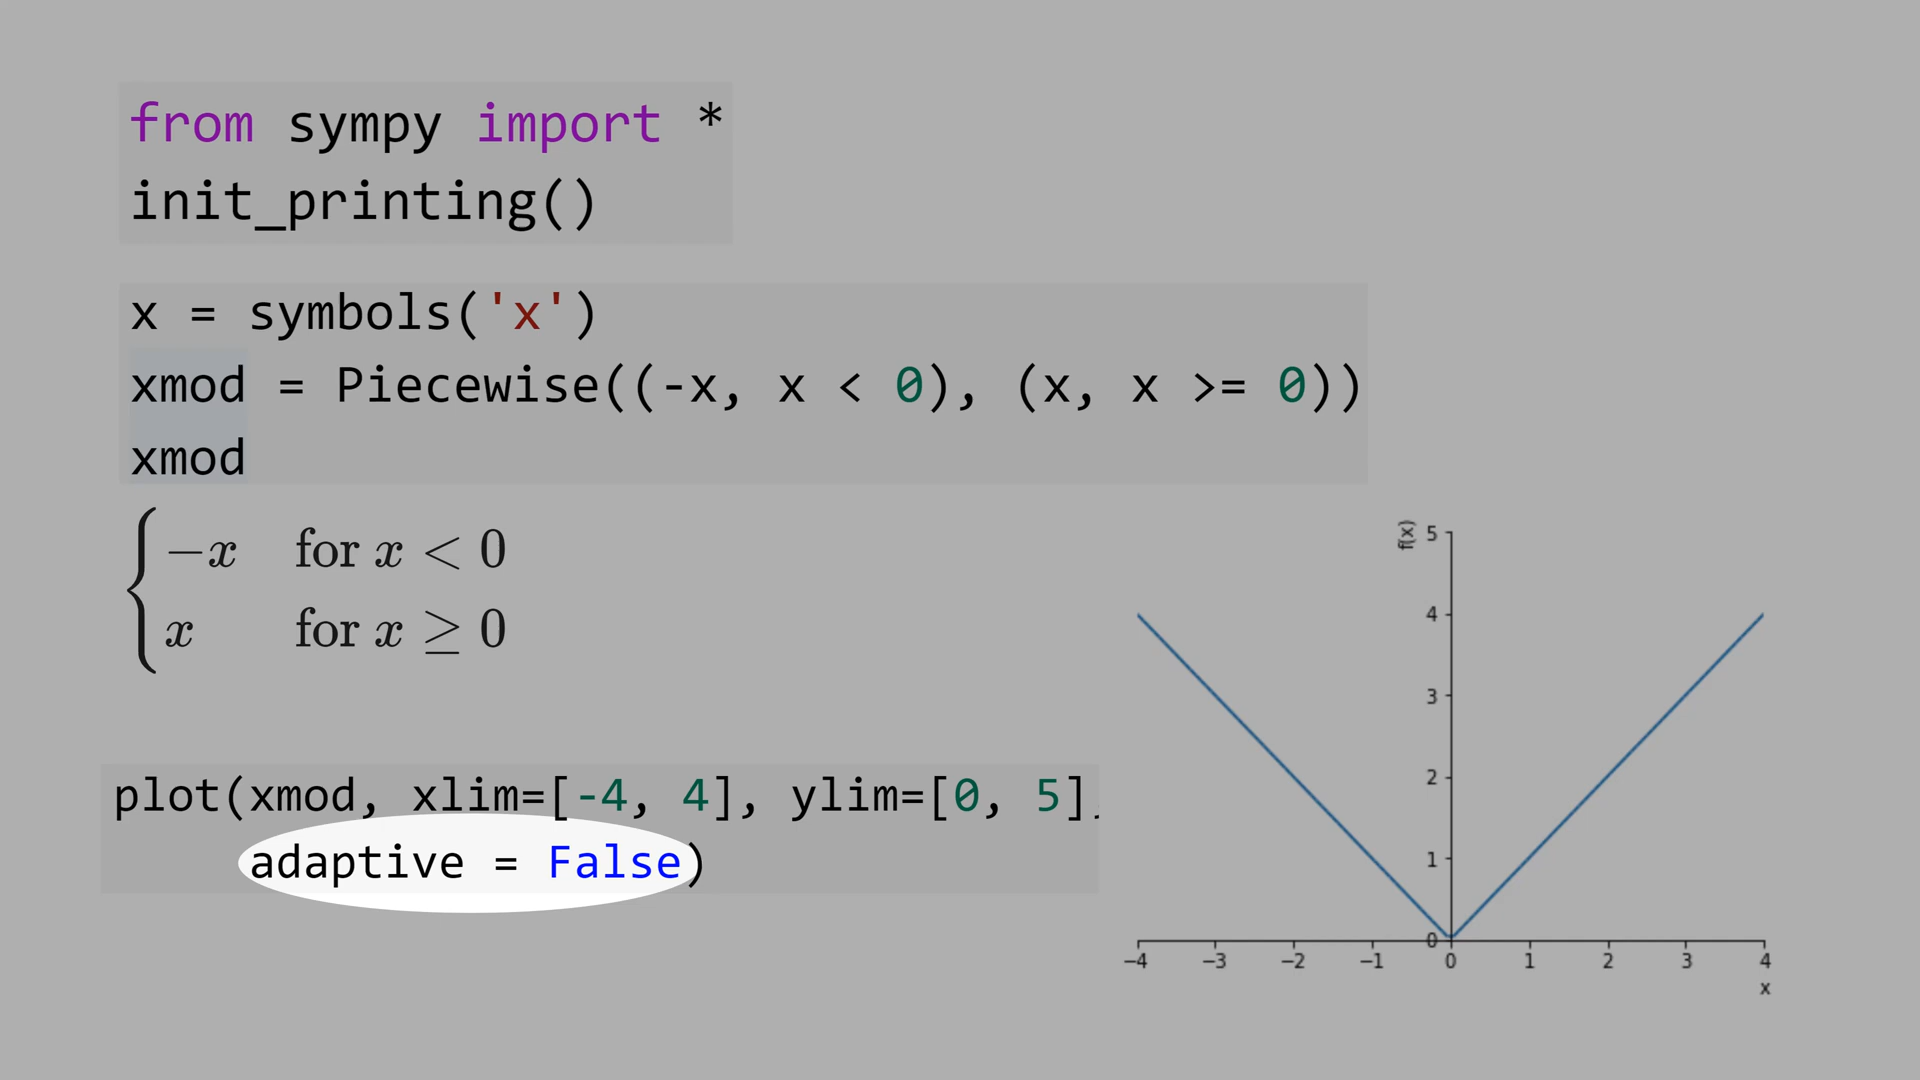 from sympy import *
init_printing()
x = symbols('x')
xmod = Piecewise((-x, x < 0), (x, x >= 0))
xmod
−x for x < 0
x for x ≥ 0
plot(xmod, xlim=[-4, 4], ylim=[0, 5],
adaptive = False)
f(x)
5
4
3
2
1
0
−4 −3 −2 −1 0 1 2 3 4
x